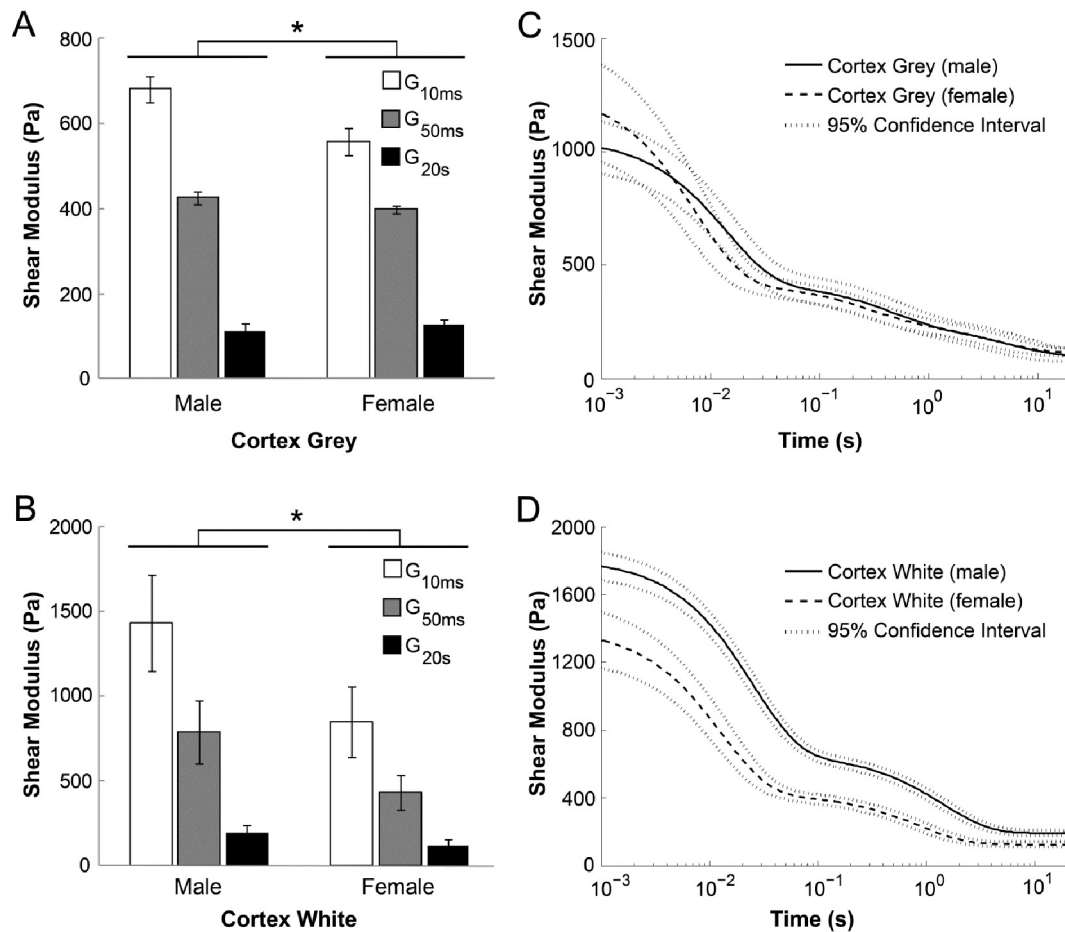 A
Shear Modulus (Pa)
800
600
400
200
0
*
G10ms
G50ms
G20s
Male Female
Cortex Grey
C
Shear Modulus (Pa)
1500
1000
500
0
Cortex Grey (male)
Cortex Grey (female)
95% Confidence Interval
10−3 10−2 10−1 100 101
Time (s)
B
Shear Modulus (Pa)
2000
1500
1000
500
0
*
G10ms
G50ms
G20s
Male Female
Cortex White
D
Shear Modulus (Pa)
2000
1600
1200
800
400
0
Cortex White (male)
Cortex White (female)
95% Confidence Interval
10−3 10−2 10−1 100 101
Time (s)